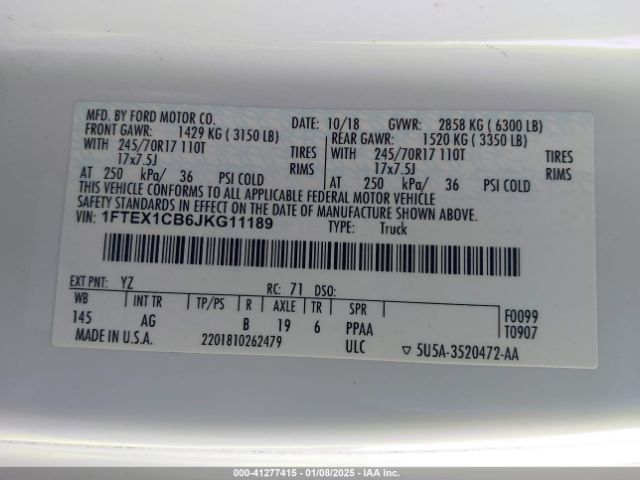 MFD. BY FORD MOTOR CO. DATE: 10/18 GVWR: 2858 KG ( 6300 LB)
FRONT GAWR: 1429 KG ( 3150 LB) REAR GAWR: 1520 KG ( 3350 LB)
WITH 245/70R17 110T TIRES WITH 245/70R17 110T TIRES
17x7.5J RIMS 17x7.5J RIMS
AT 250 kPa/ 36 PSI COLD AT 250 kPa/ 36 PSI COLD
THIS VEHICLE CONFORMS TO ALL APPLICABLE FEDERAL MOTOR VEHICLE
SAFETY STANDARDS IN EFFECT ON THE DATE OF MANUFACTURE SHOWN ABOVE.
VIN: 1FTEX1CB6JKG11189 TYPE: Truck
EXT PNT: YZ RC: 71 DSO:
WB INT TR TP/PS R AXLE TR SPR F0099
145 AG B 19 6 PPAA T0907
MADE IN U.S.A. 2201810262479 ULC ▽ 5U5A-3520472-AA
000-41277415 - 01/08/2025 - IAA Inc.